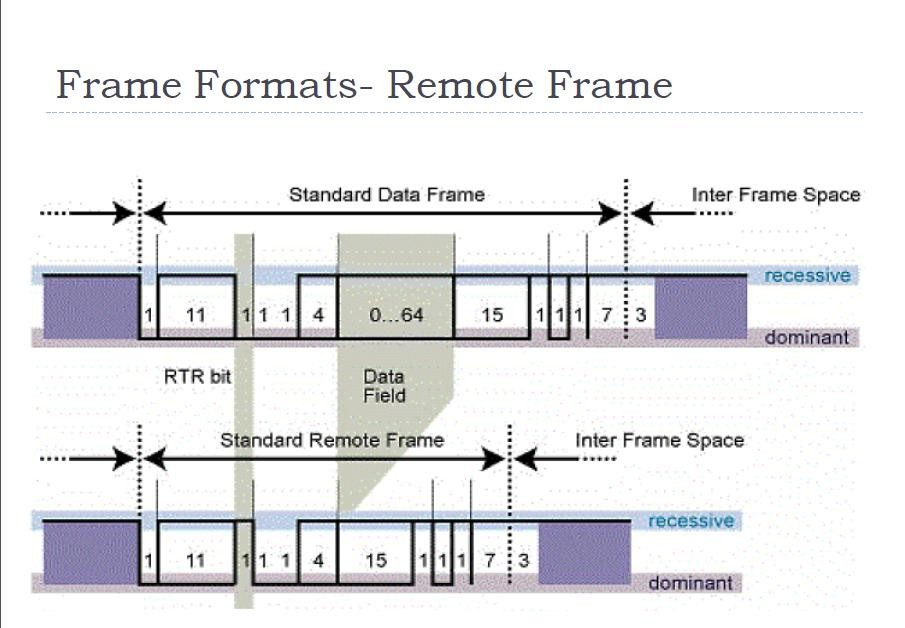 Frame Formats- Remote Frame
Standard Data Frame
Inter Frame Space
recessive
1 11 1 1 1 4 0...64 15 1 1 1 7 3
dominant
RTR bit
Data
Field
Standard Remote Frame
Inter Frame Space
recessive
1 11 1 1 1 4 15 1 1 1 7 3
dominant